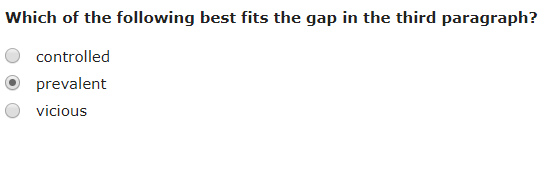 Which of the following best fits the gap in the third paragraph?
controlled
prevalent
vicious